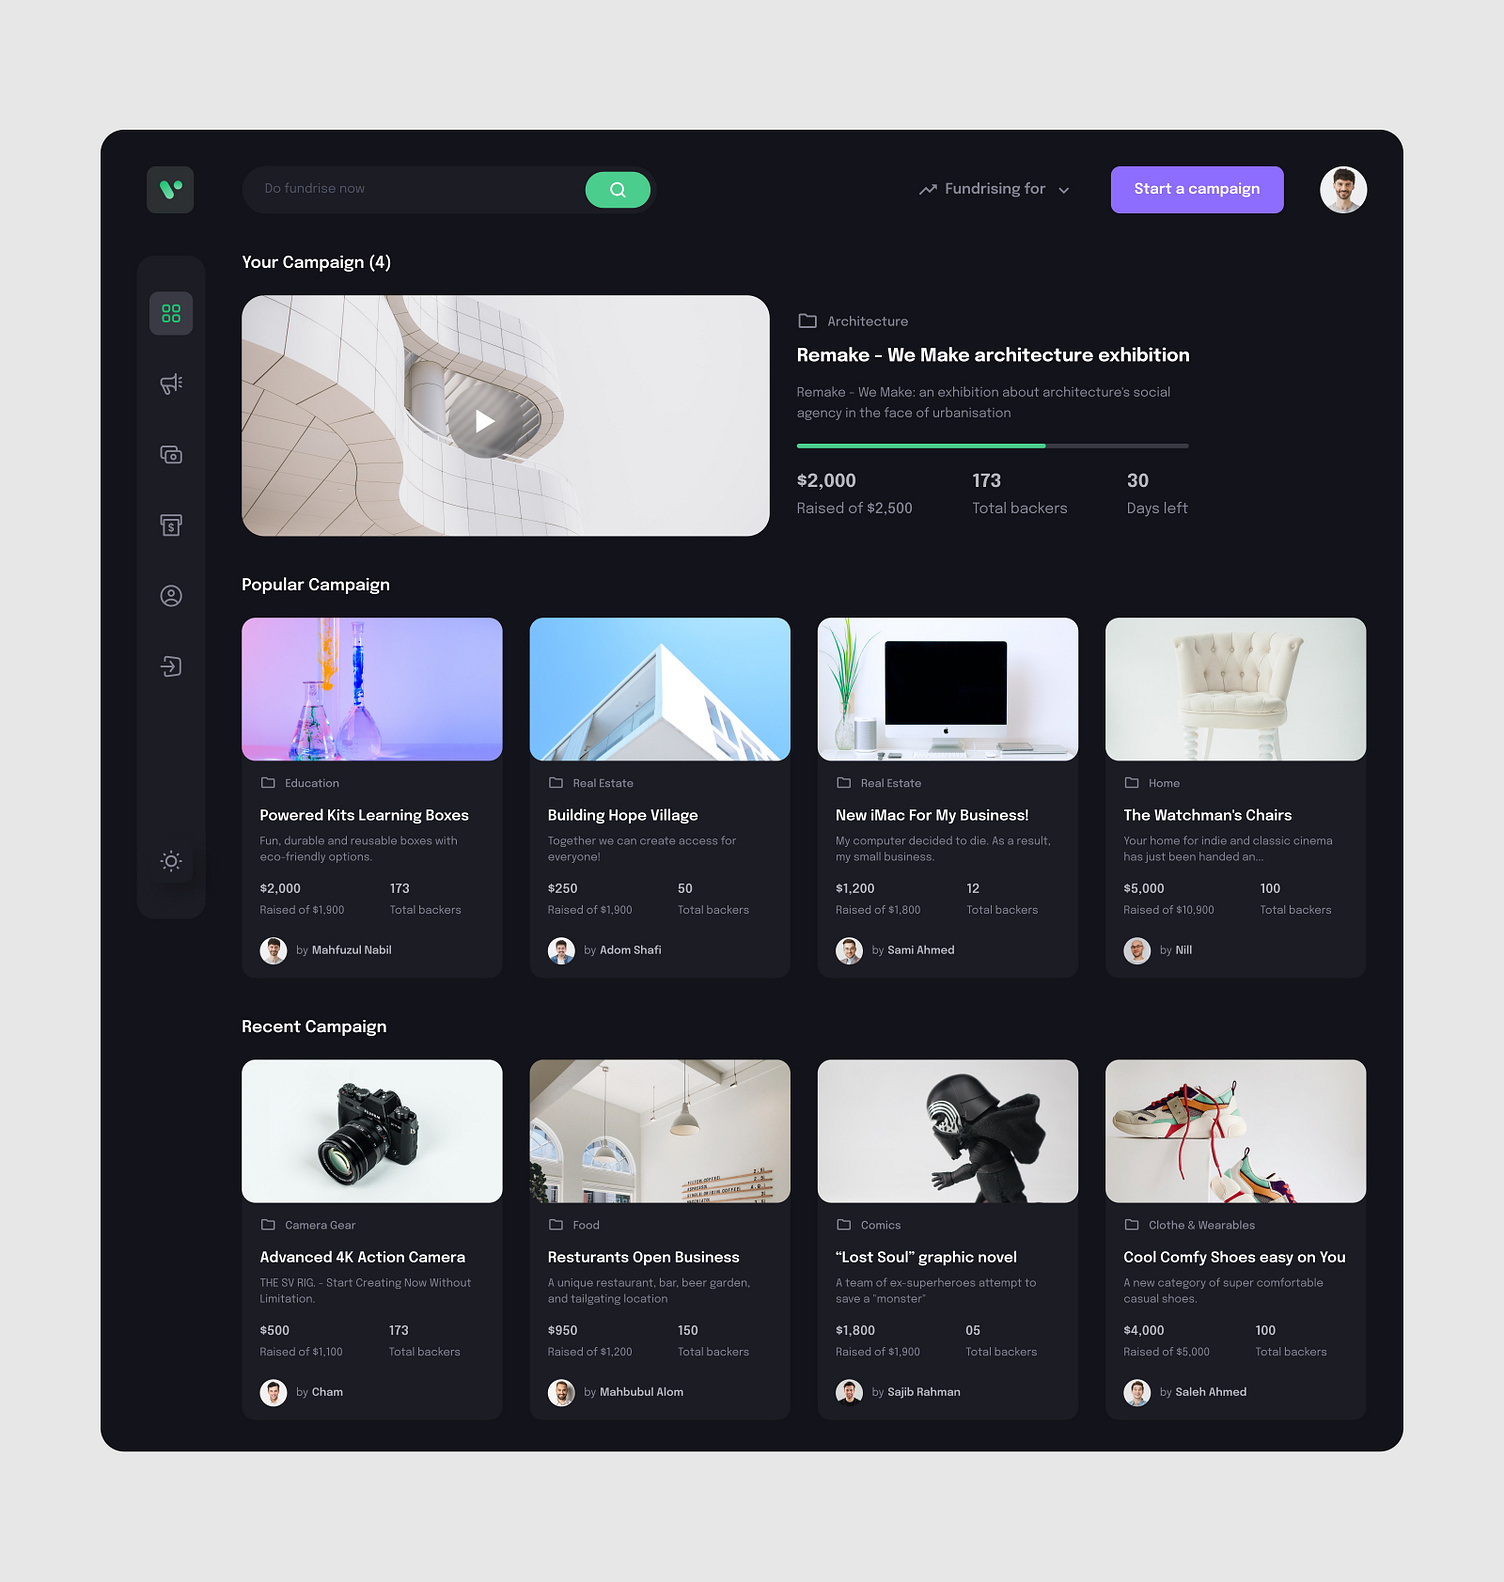 Do fundrise now
Fundrising for
Start a campaign
Your Campaign (4)
Architecture
Remake - We Make architecture exhibition
Remake - We Make: an exhibition about architecture's social
agency in the face of urbanisation
$2,000
173
30
Raised of $2,500
Total backers
Days left
Popular Campaign
Education
Powered Kits Learning Boxes
Fun, durable and reusable boxes with
eco-friendly options.
$2,000
173
Raised of $1,900
Total backers
by Mahfuzul Nabil
Real Estate
Building Hope Village
Together we can create access for
everyone!
$250
50
Raised of $1,900
Total backers
by Adom Shafi
Real Estate
New iMac For My Business!
My computer decided to die. As a result,
my small business.
$1,200
12
Raised of $1,800
Total backers
by Sami Ahmed
Home
The Watchman's Chairs
Your home for indie and classic cinema
has just been handed an...
$5,000
100
Raised of $10,900
Total backers
by Nill
Recent Campaign
Camera Gear
Advanced 4K Action Camera
THE SV RIG. - Start Creating Now Without
Limitation.
$500
173
Raised of $1,100
Total backers
by Cham
Food
Resturants Open Business
A unique restaurant, bar, beer garden,
and tailgating location
$950
150
Raised of $1,200
Total backers
by Mahbubul Alom
Comics
“Lost Soul” graphic novel
A team of ex-superheroes attempt to
save a "monster"
$1,800
05
Raised of $1,900
Total backers
by Sajib Rahman
Clothe & Wearables
Cool Comfy Shoes easy on You
A new category of super comfortable
casual shoes.
$4,000
100
Raised of $5,000
Total backers
by Saleh Ahmed